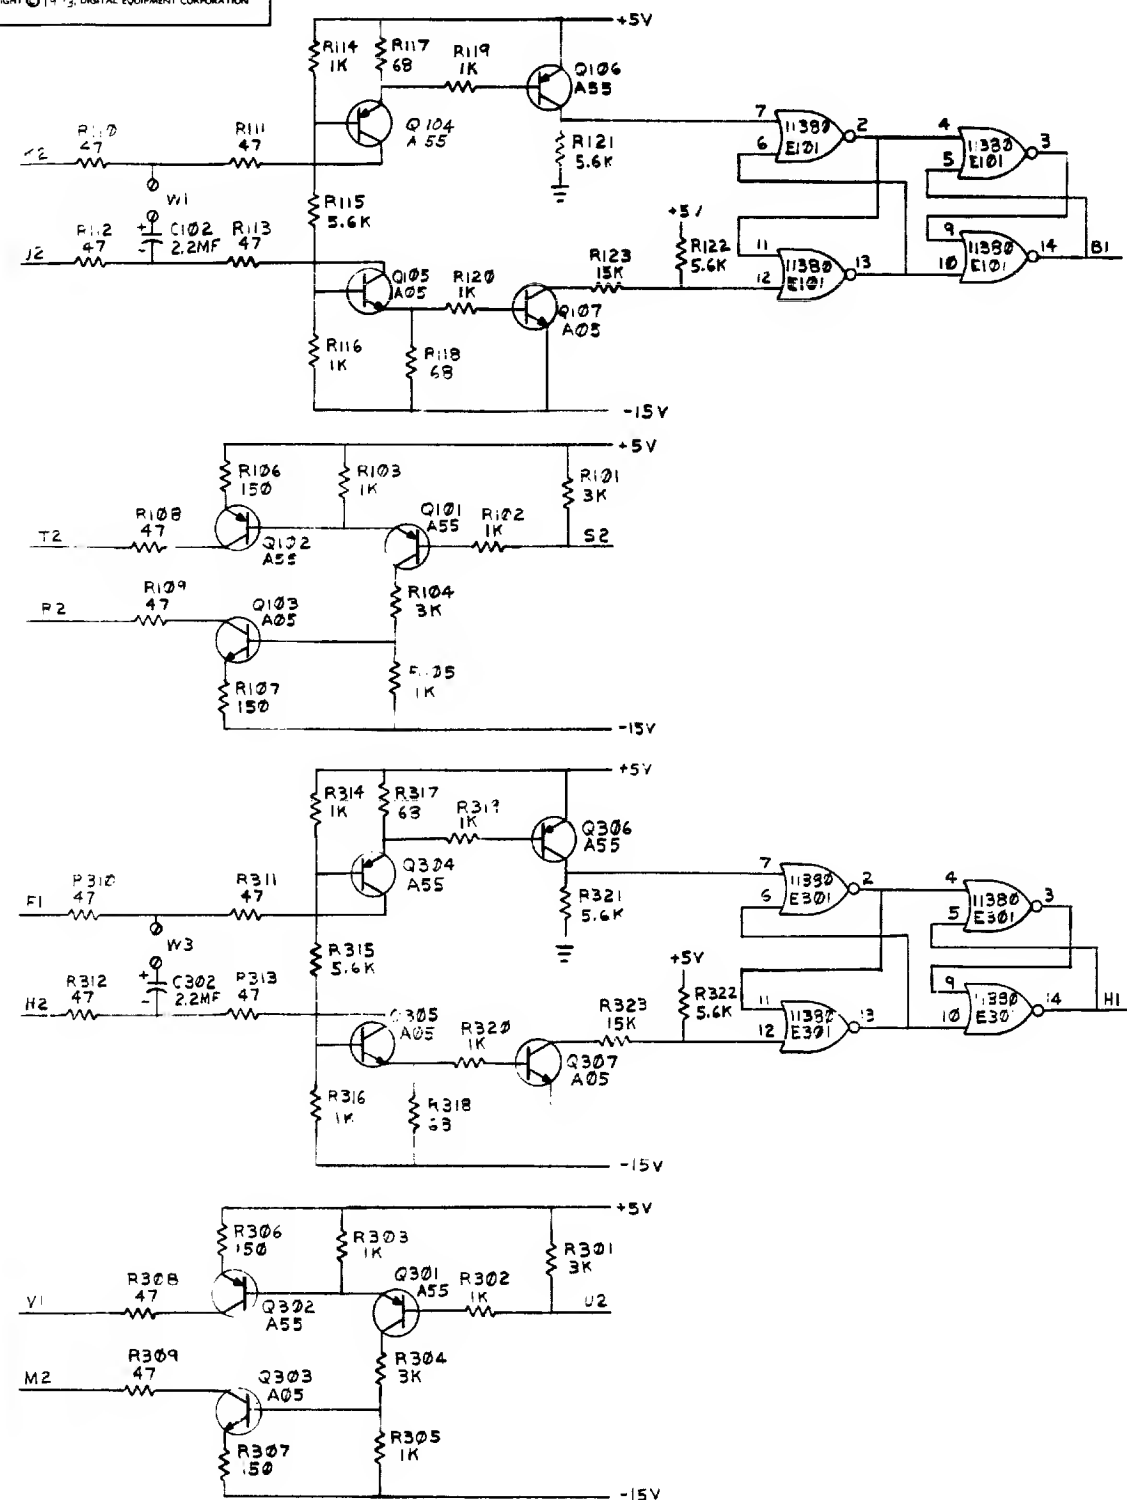 DIGITAL EQUIPMENT CORPORATION
+5V
R114
1K
R117
68
R119
1K
Q106
A55
Q104
A55
R110
47
R111
47
R121
5.6K
W1
R115
5.6K
C102
2.2MF
+
-
R112
47
R113
47
J2
Q105
A05
R120
1K
R123
15K
+5V
R122
5.6K
Q107
A05
R116
1K
R118
68
-15V
7
6
11380
E101
2
4
5
11380
E101
3
11
12
11380
E101
13
9
10
11380
E101
14
B1
+5V
R106
150
R103
1K
R101
3K
Q101
A55
R102
1K
S2
R108
47
T2
Q102
A55
R109
47
R104
3K
Q103
A05
R107
150
1K
-15V
+5V
R314
1K
R317
68
R319
1K
Q306
A55
Q304
A55
R310
47
R311
47
F1
R321
5.6K
W3
R315
5.6K
C302
2.2MF
+
-
R312
47
R313
47
H2
A05
R320
1K
R323
15K
+5V
R322
5.6K
Q307
A05
R316
1K
R318
68
-15V
7
6
11380
E301
2
4
5
11380
E301
3
11
12
11380
E301
13
9
10
11380
14
H1
+5V
R306
150
R303
1K
R301
3K
Q301
A55
R302
1K
U2
R308
47
V1
Q302
A55
R309
47
M2
R304
3K
Q303
A05
R305
1K
R307
150
-15V